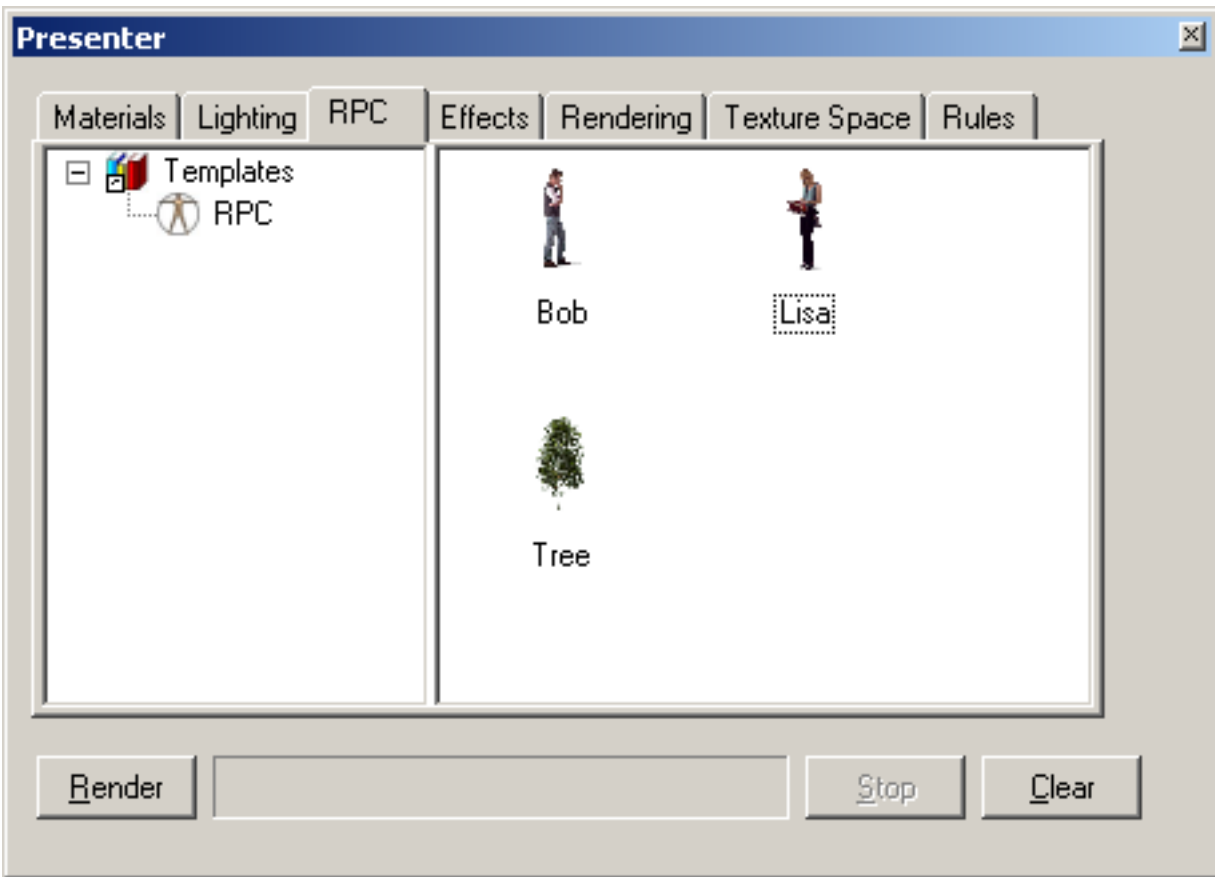 Presenter
Materials Lighting RPC Effects Rendering Texture Space Rules
Templates
RPC
Bob Lisa
Tree
Render Stop Clear